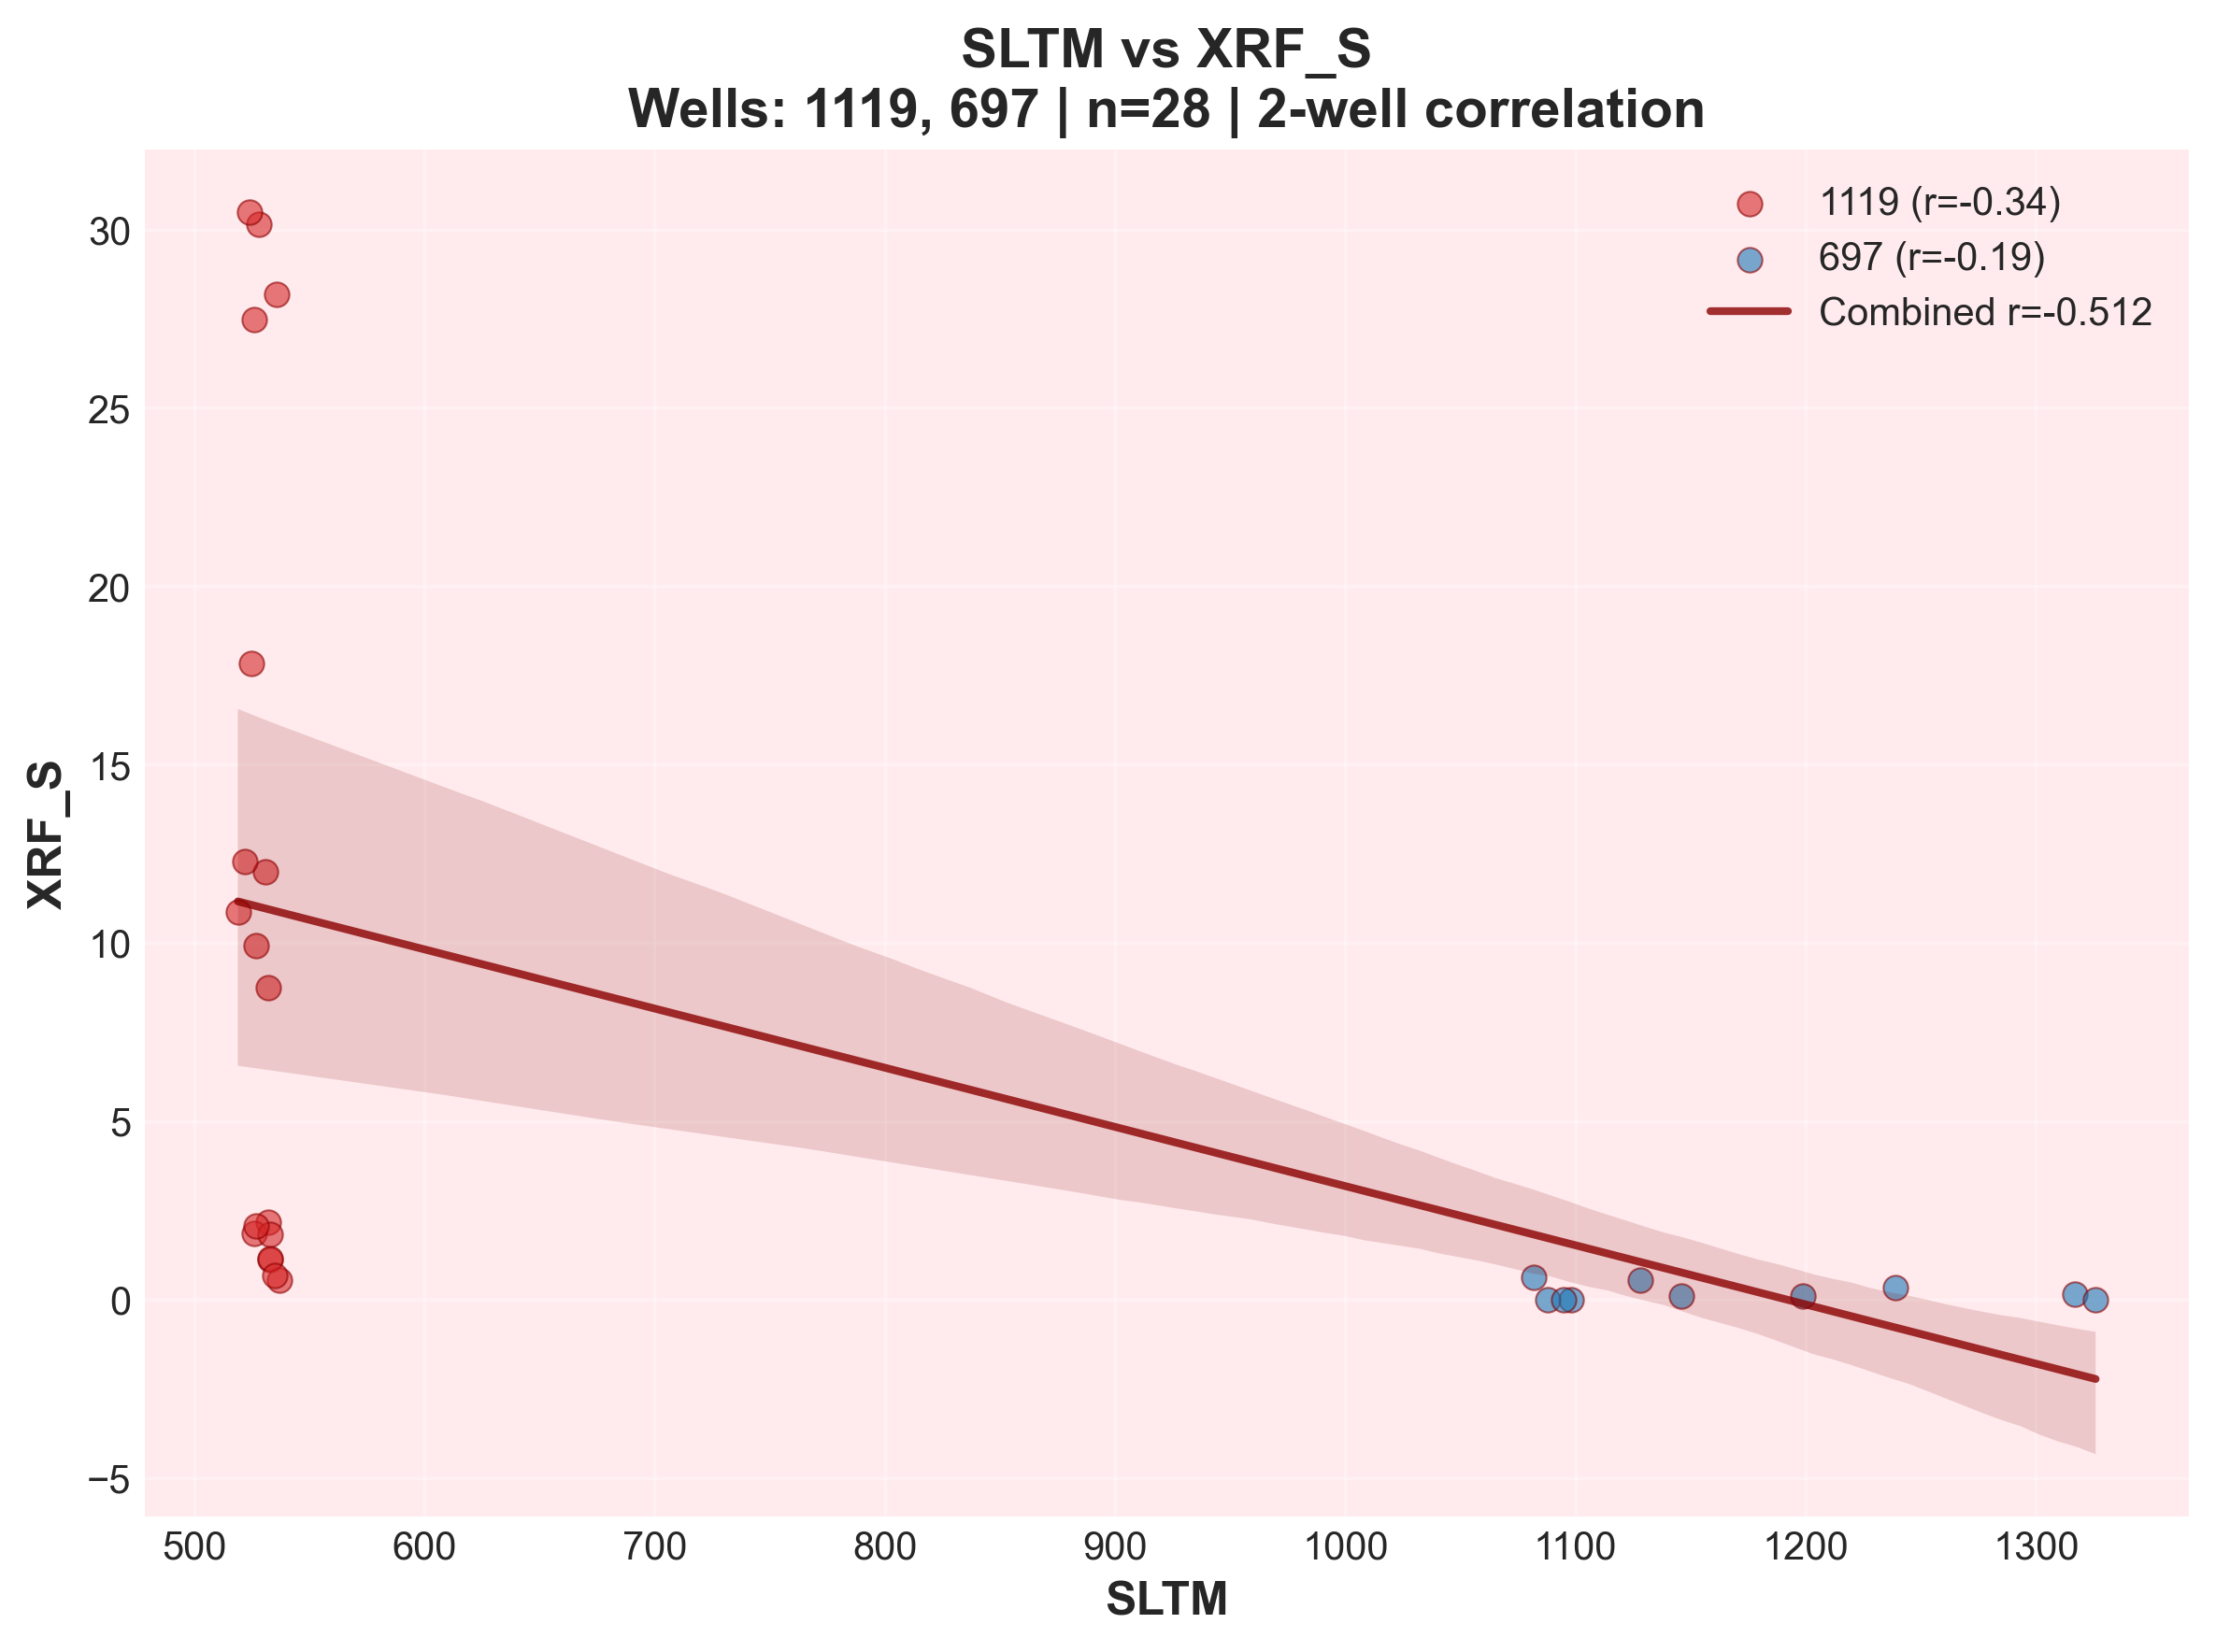 SLTM vs XRF_S
Wells: 1119, 697 | n=28 | 2-well correlation
1119 (r=-0.34)
697 (r=-0.19)
Combined r=-0.512
XRF_S
30
25
20
15
10
5
0
−5
500 600 700 800 900 1000 1100 1200 1300
SLTM